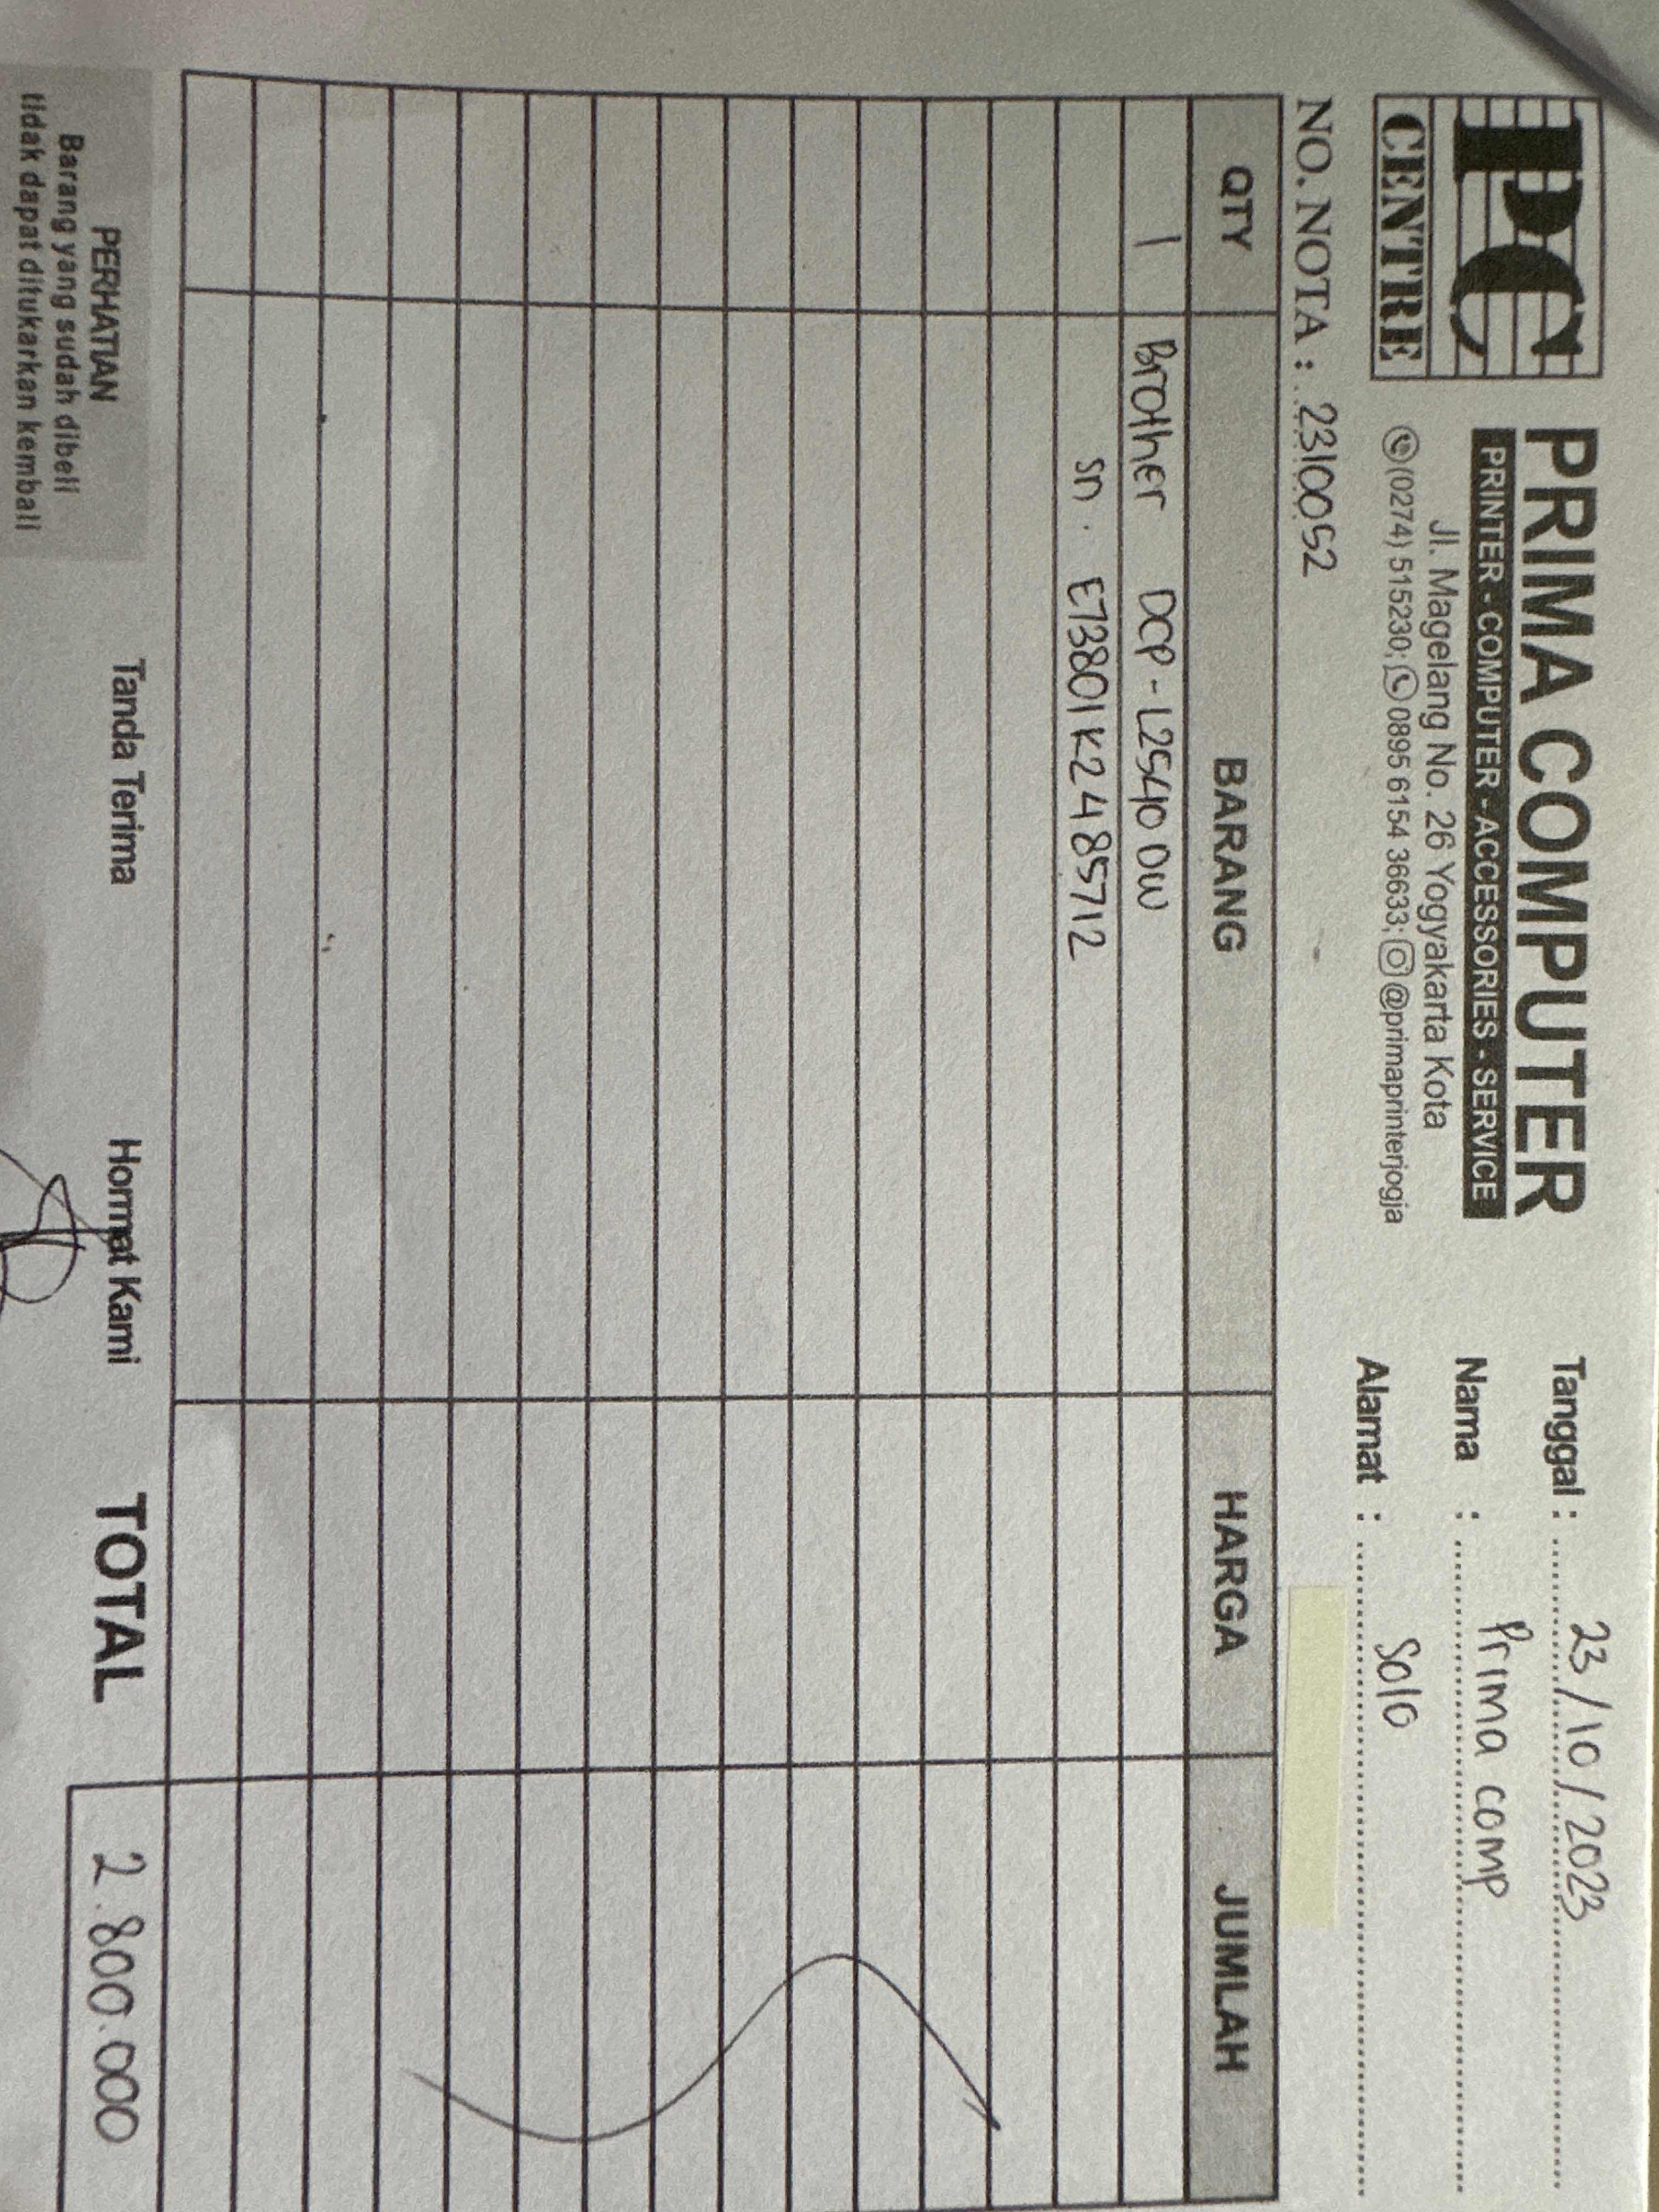 PC
CENTRE
PRIMA COMPUTER
PRINTER - COMPUTER - ACCESSORIES - SERVICE
Jl. Magelang No. 26 Yogyakarta Kota
(0274) 515230; 0895 6154 36633; @primaprinterjogja
Tanggal : 23/10/2023
Nama : Prima comp
Alamat : Solo
NO. NOTA : 2310052
QTY BARANG HARGA JUMLAH
1 Brother DCP-L2540 DW
sn. E73801K2485712
PERHATIAN
Barang yang sudah dibeli
tidak dapat ditukarkan kembali
Tanda Terima
Hormat Kami
TOTAL 2.800.000